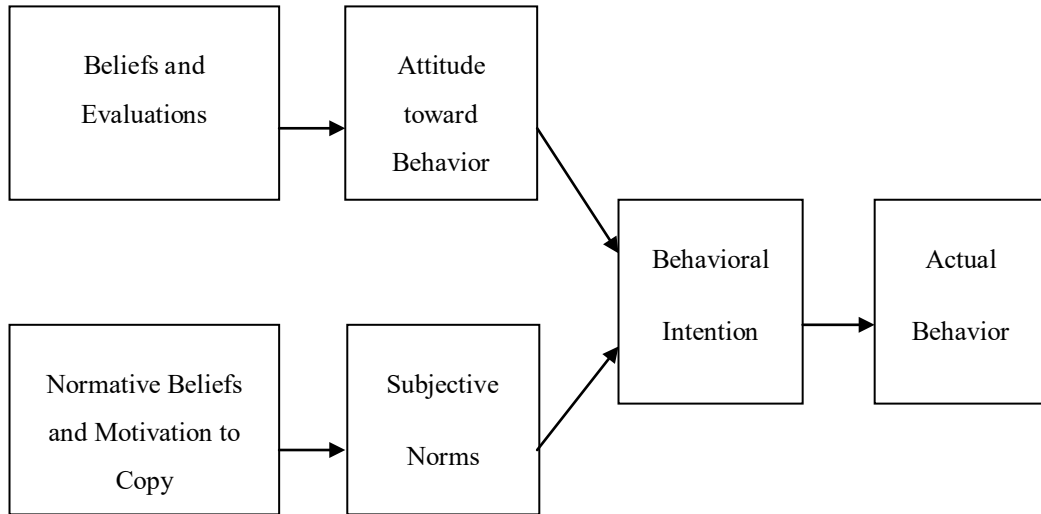 Beliefs and
Evaluations
Attitude
toward
Behavior
Behavioral
Intention
Actual
Behavior
Normative Beliefs
and Motivation to
Copy
Subjective
Norms